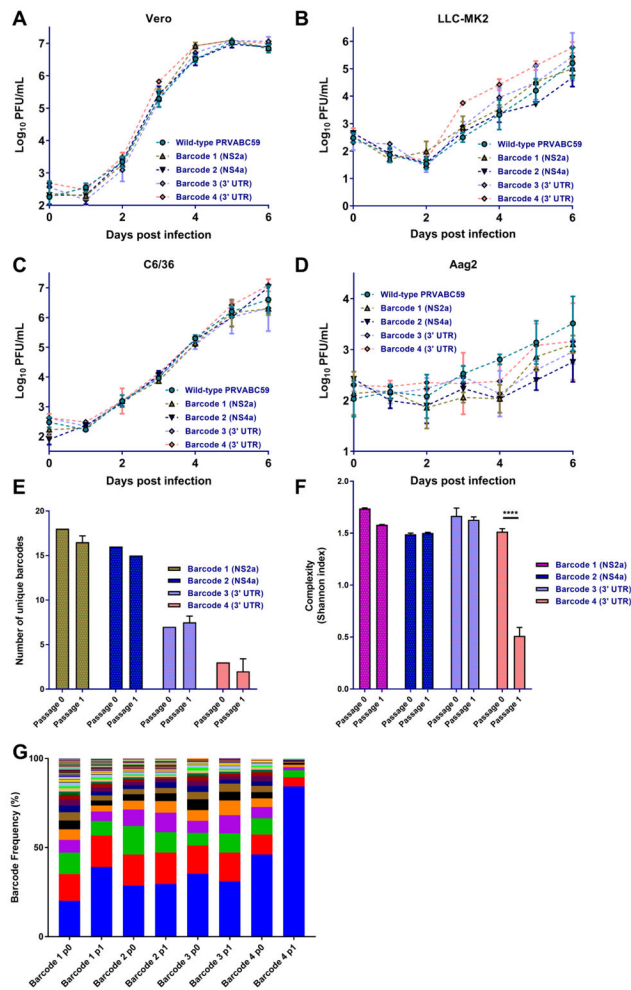 A
Vero
Log10 PFU/mL
7
6
5
4
3
2
Wild-type PRVABC59
Barcode 1 (NS2a)
Barcode 2 (NS4a)
Barcode 3 (3' UTR)
Barcode 4 (3' UTR)
0
2
4
6
Days post infection
B
LLC-MK2
Log10 PFU/mL
6
5
4
3
2
1
0
Wild-type PRVABC59
Barcode 1 (NS2a)
Barcode 2 (NS4a)
Barcode 3 (3' UTR)
Barcode 4 (3' UTR)
0
2
4
6
Days post infection
C
C6/36
Log10 PFU/mL
7
6
5
4
3
2
Wild-type PRVABC59
Barcode 1 (NS2a)
Barcode 2 (NS4a)
Barcode 3 (3' UTR)
Barcode 4 (3' UTR)
0
2
4
6
Days post infection
D
Aag2
Log10 PFU/mL
4
3
2
1
Wild-type PRVABC59
Barcode 1 (NS2a)
Barcode 2 (NS4a)
Barcode 3 (3' UTR)
Barcode 4 (3' UTR)
0
2
4
6
Days post infection
E
Number of unique barcodes
20
15
10
5
0
Barcode 1 (NS2a)
Barcode 2 (NS4a)
Barcode 3 (3' UTR)
Barcode 4 (3' UTR)
Passage 0
Passage 1
Passage 0
Passage 1
Passage 0
Passage 1
Passage 0
Passage 1
F
Complexity
(Shannon index)
2.0
1.5
1.0
0.5
0.0
****
Barcode 1 (NS2a)
Barcode 2 (NS4a)
Barcode 3 (3' UTR)
Barcode 4 (3' UTR)
Passage 0
Passage 1
Passage 0
Passage 1
Passage 0
Passage 1
Passage 0
Passage 1
G
Barcode Frequency (%)
100
50
0
Barcode 1 p0
Barcode 1 p1
Barcode 2 p0
Barcode 2 p1
Barcode 3 p0
Barcode 3 p1
Barcode 4 p0
Barcode 4 p1